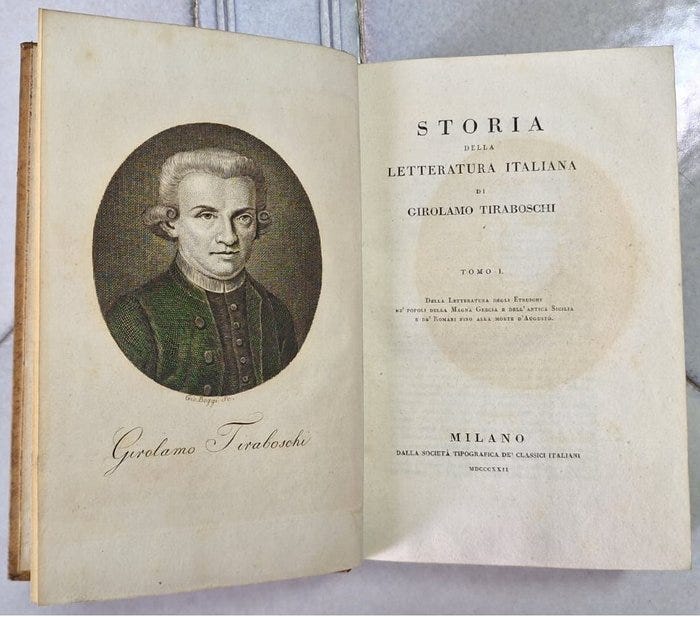 Gio. Boggi Sc.
Girolamo Tiraboschi
STORIA
DELLA
LETTERATURA ITALIANA
DI
GIROLAMO TIRABOSCHI
TOMO I.
DELLA LETTERATURA DEGLI ETRUSCHI
DE' POPOLI DELLA MAGNA GRECIA E DELL'ANTICA SICILIA
E DA' ROMANI FINO ALLA MORTE D'AUGUSTO.
MILANO
DALLA SOCIETÀ TIPOGRAFICA DE' CLASSICI ITALIANI
MDCCCXXII